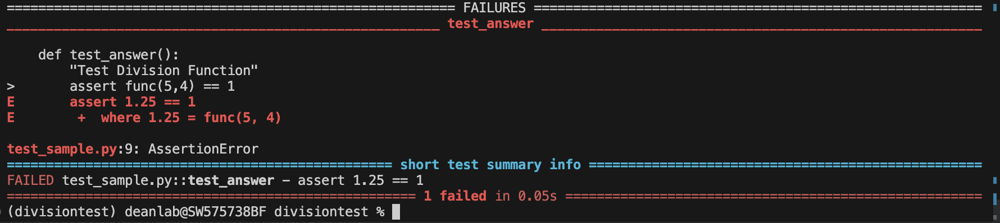 ========================================================= FAILURES =========================================================
_______________________________________________________ test_answer ________________________________________________________
    def test_answer():
        "Test Division Function"
>       assert func(5,4) == 1
E       assert 1.25 == 1
E        +  where 1.25 = func(5, 4)
test_sample.py:9: AssertionError
================================================= short test summary info ==================================================
FAILED test_sample.py::test_answer - assert 1.25 == 1
==================================================== 1 failed in 0.05s =====================================================
(divisiontest) deanlab@SW575738BF divisiontest %